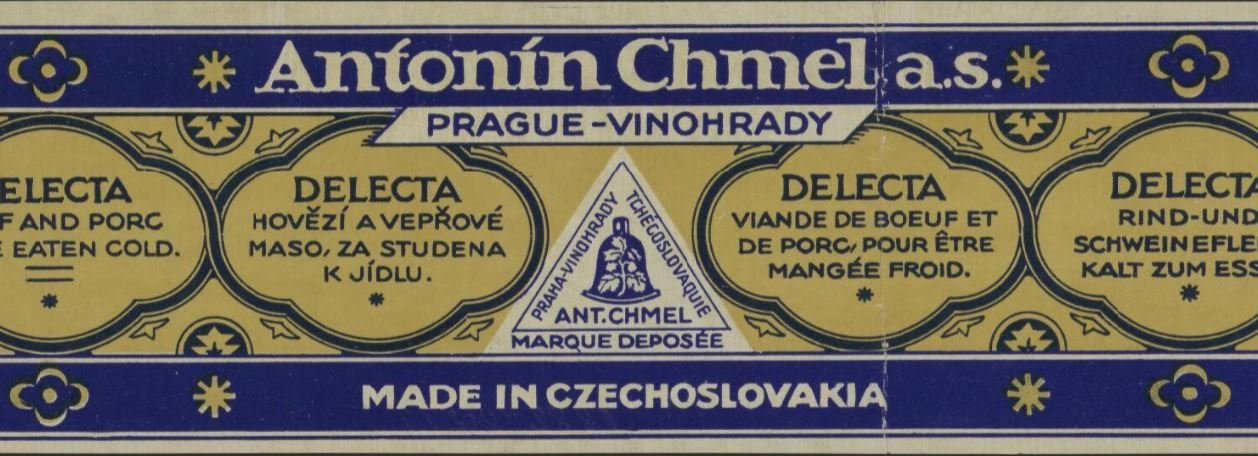 Antonín Chmel a.s.
PRAGUE-VINOHRADY
ELECTA
F AND PORC
E EATEN COLD.
DELECTA
HOVĚZÍ A VEPŘOVÉ
MASO, ZA STUDENA
K JÍDLU.
PRAHA-VINOHRADY
TCHÉCOSLOVAQUIE
ANT. CHMEL
MARQUE DEPOSÉE
DELECTA
VIANDE DE BOEUF ET
DE PORC, POUR ÊTRE
MANGÉE FROID.
DELECTA
RIND-UND
SCHWEINEFLE
KALT ZUM ESS
MADE IN CZECHOSLOVAKIA